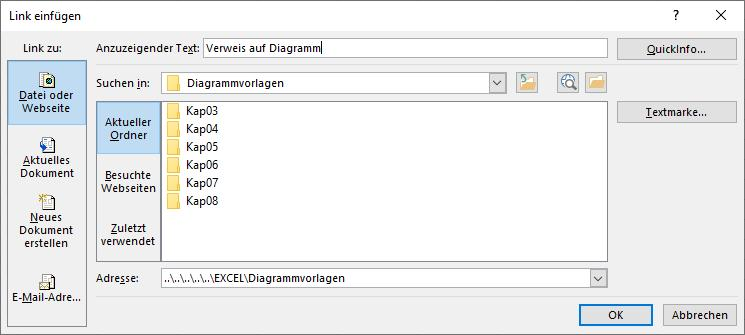 Link einfügen
? ×
Link zu:
Anzuzeigender Text: Verweis auf Diagramm
QuickInfo...
Datei oder
Webseite
Suchen in: Diagrammvorlagen
Aktueller
Ordner
Kap03
Kap04
Kap05
Kap06
Kap07
Kap08
Textmarke...
Aktuelles
Dokument
Besuchte
Webseiten
Neues
Dokument
erstellen
Zuletzt
verwendet
E-Mail-Adre...
Adresse: ..\..\..\..\..\EXCEL\Diagrammvorlagen
OK Abbrechen